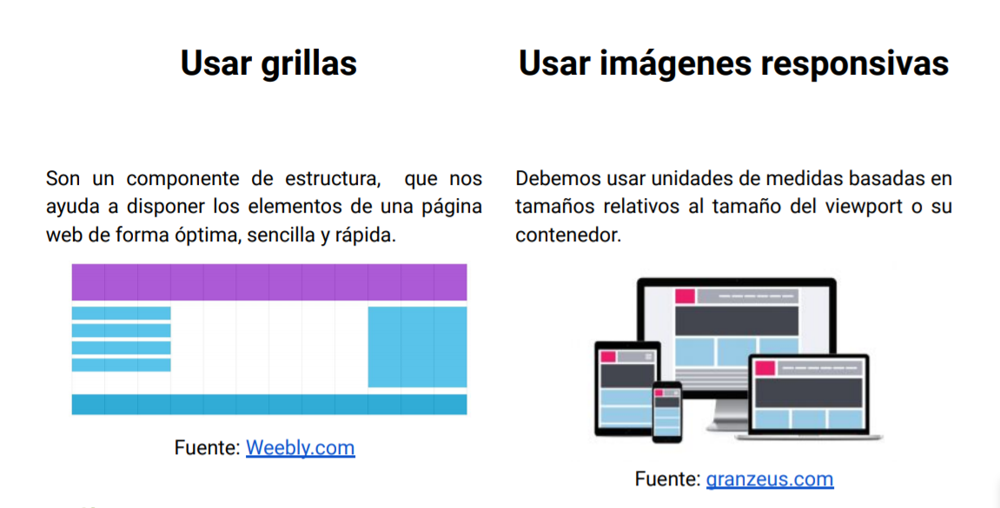 Usar grillas
Son un componente de estructura, que nos
ayuda a disponer los elementos de una página
web de forma óptima, sencilla y rápida.
Fuente: Weebly.com
Usar imágenes responsivas
Debemos usar unidades de medidas basadas en
tamaños relativos al tamaño del viewport o su
contenedor.
Fuente: granzeus.com